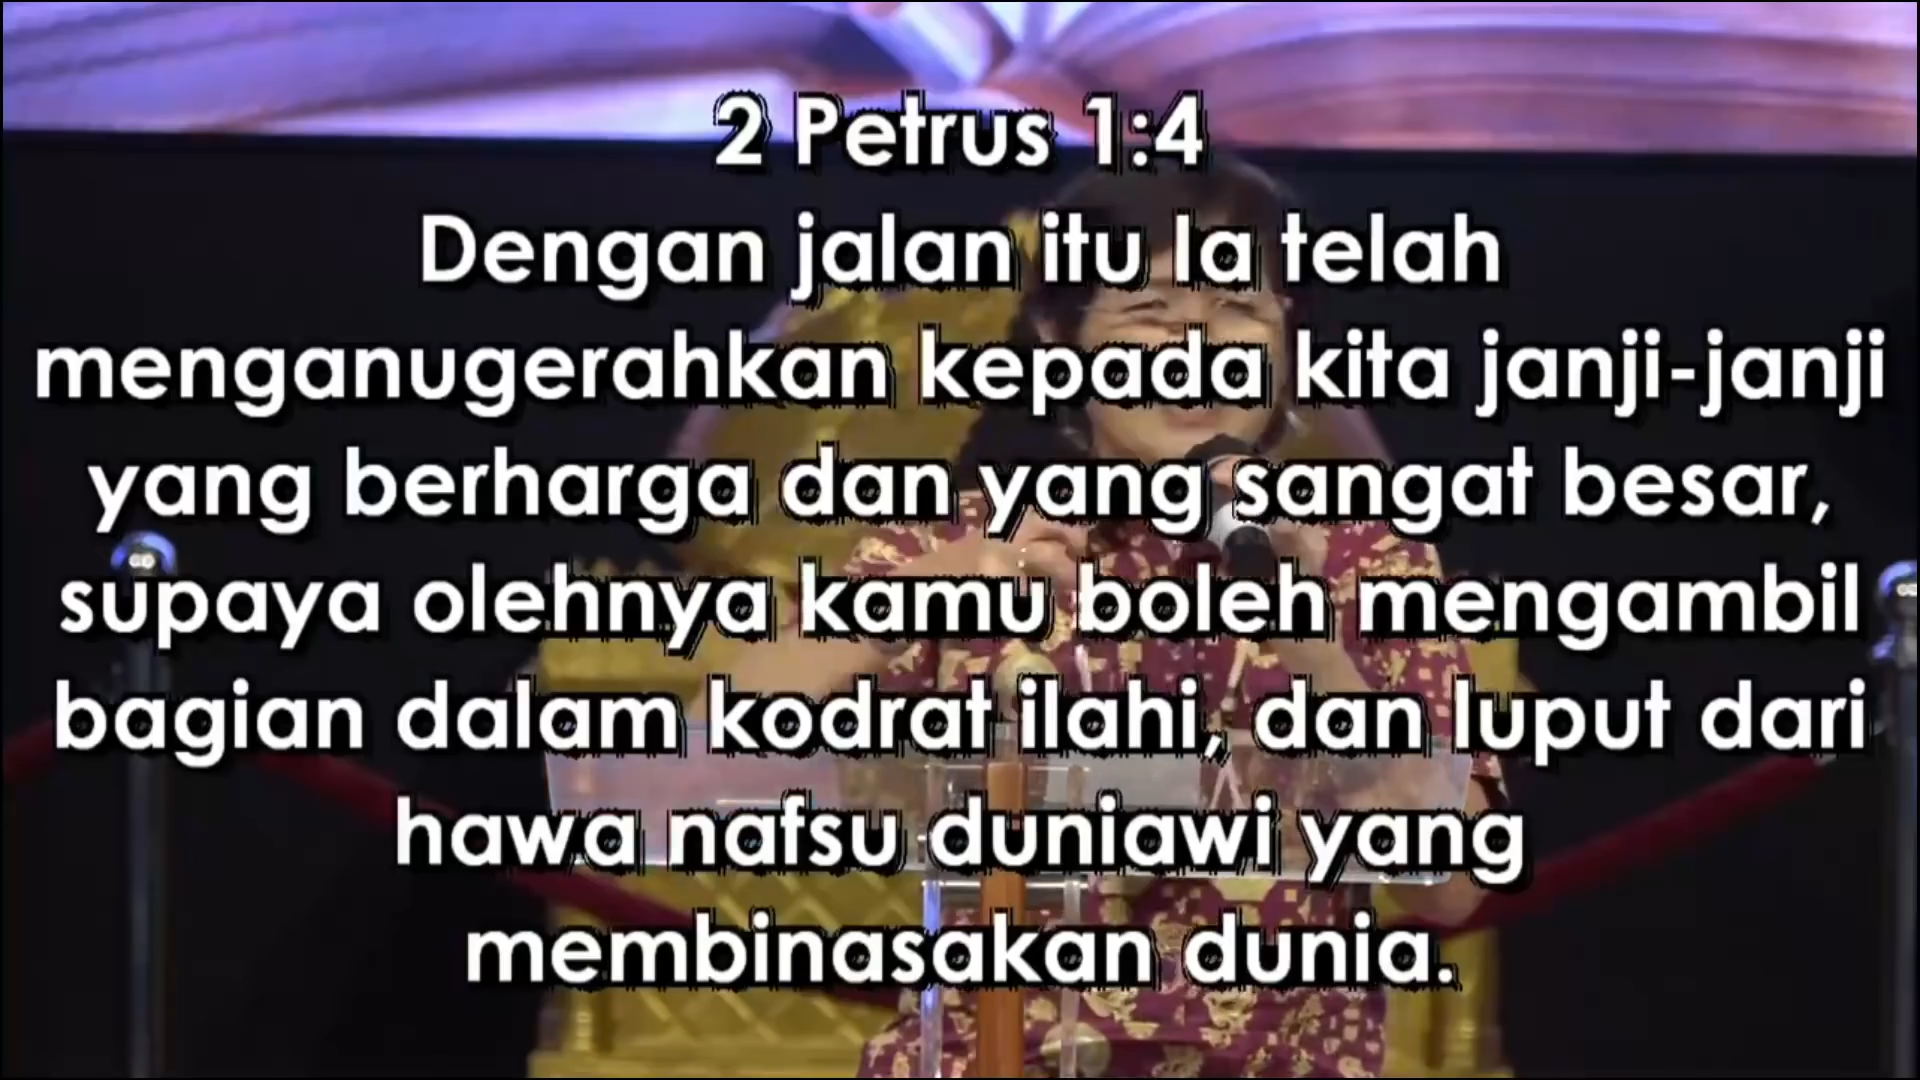 2 Petrus 1:4
Dengan jalan itu Ia telah
menganugerahkan kepada kita janji-janji
yang berharga dan yang sangat besar,
supaya olehnya kamu boleh mengambil
bagian dalam kodrat ilahi, dan luput dari
hawa nafsu duniawi yang
membinasakan dunia.